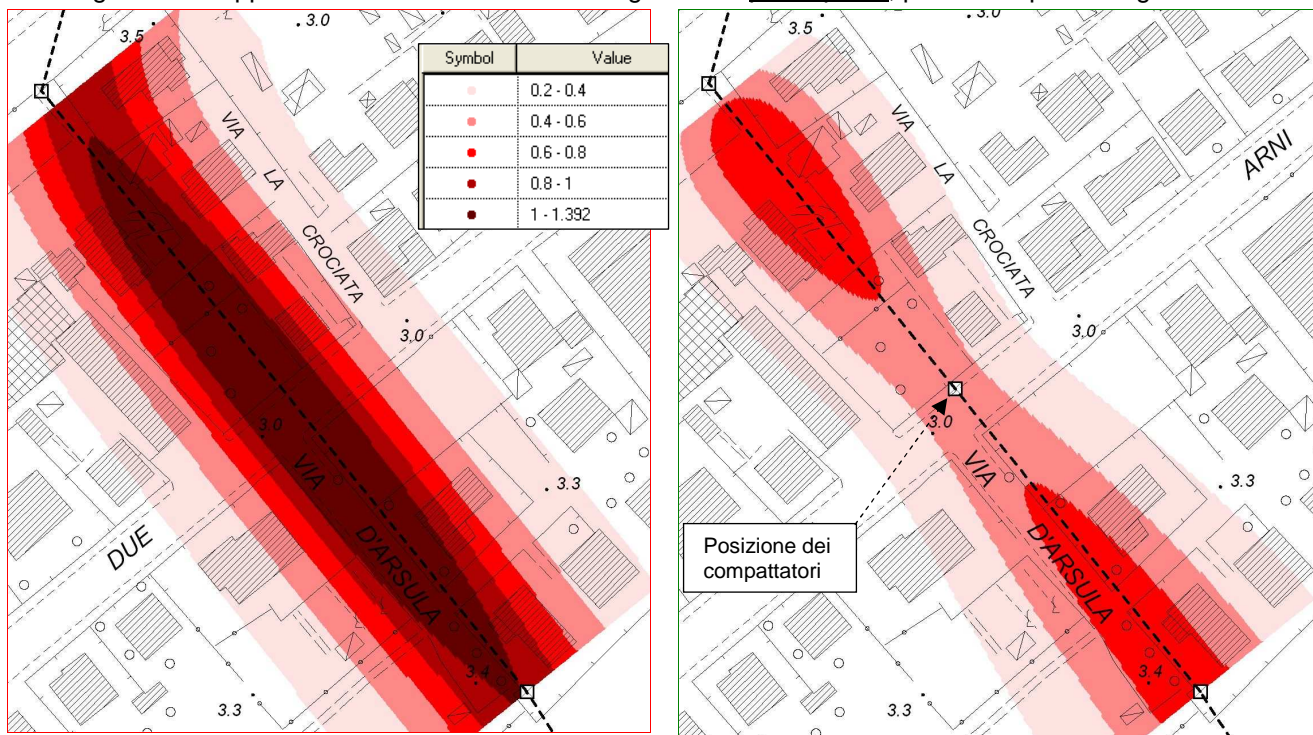 3.5
3.0
Symbol Value
0.2 - 0.4
0.4 - 0.6
0.6 - 0.8
0.8 - 1
1 - 1.392
VIA
LA
CROCIATA
3.0
3.0
VIA
D'ARSULA
3.3
DUE
3.4
3.3
3.5
3.0
VIA
LA
CROCIATA
ARNI
3.0
3.0
VIA
D'ARSULA
3.3
Posizione dei
compattatori
3.4
3.3